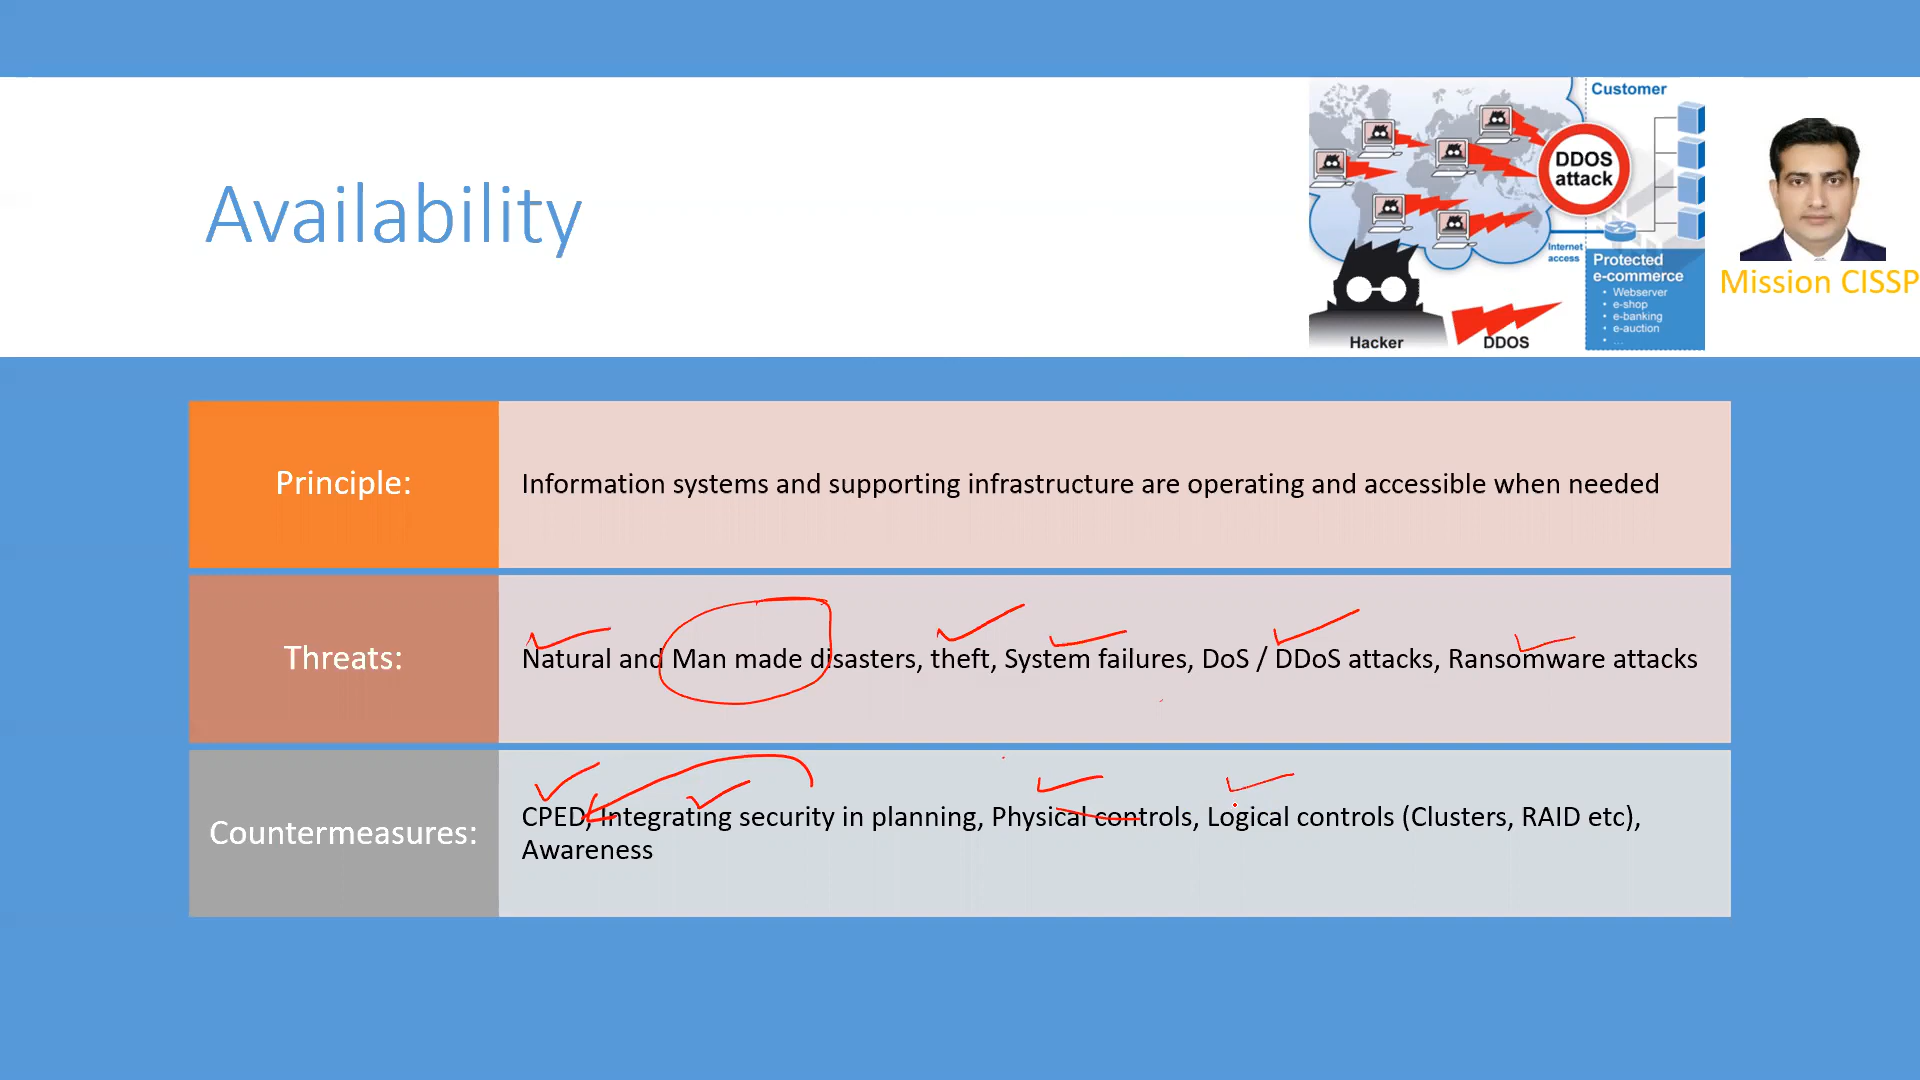 Availability
Customer
DDOS
attack
Internet
access
Protected
e-commerce
• Webserver
• e-shop
• e-banking
• e-auction
• ...
Hacker
DDOS
Mission CISSP
Principle:
Information systems and supporting infrastructure are operating and accessible when needed
Threats:
Natural and Man made disasters, theft, System failures, DoS / DDoS attacks, Ransomware attacks
Countermeasures:
CPED, Integrating security in planning, Physical controls, Logical controls (Clusters, RAID etc),
Awareness